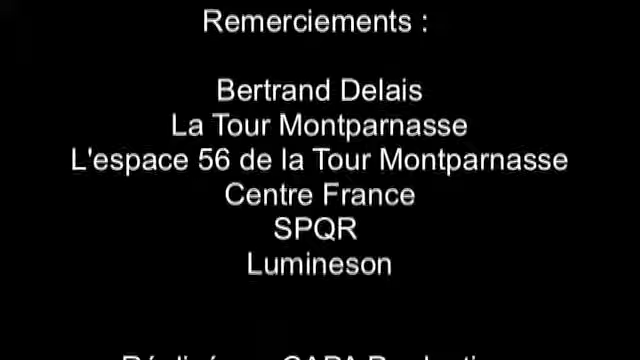 Remerciements :
Bertrand Delais
La Tour Montparnasse
L'espace 56 de la Tour Montparnasse
Centre France
SPQR
Lumineson